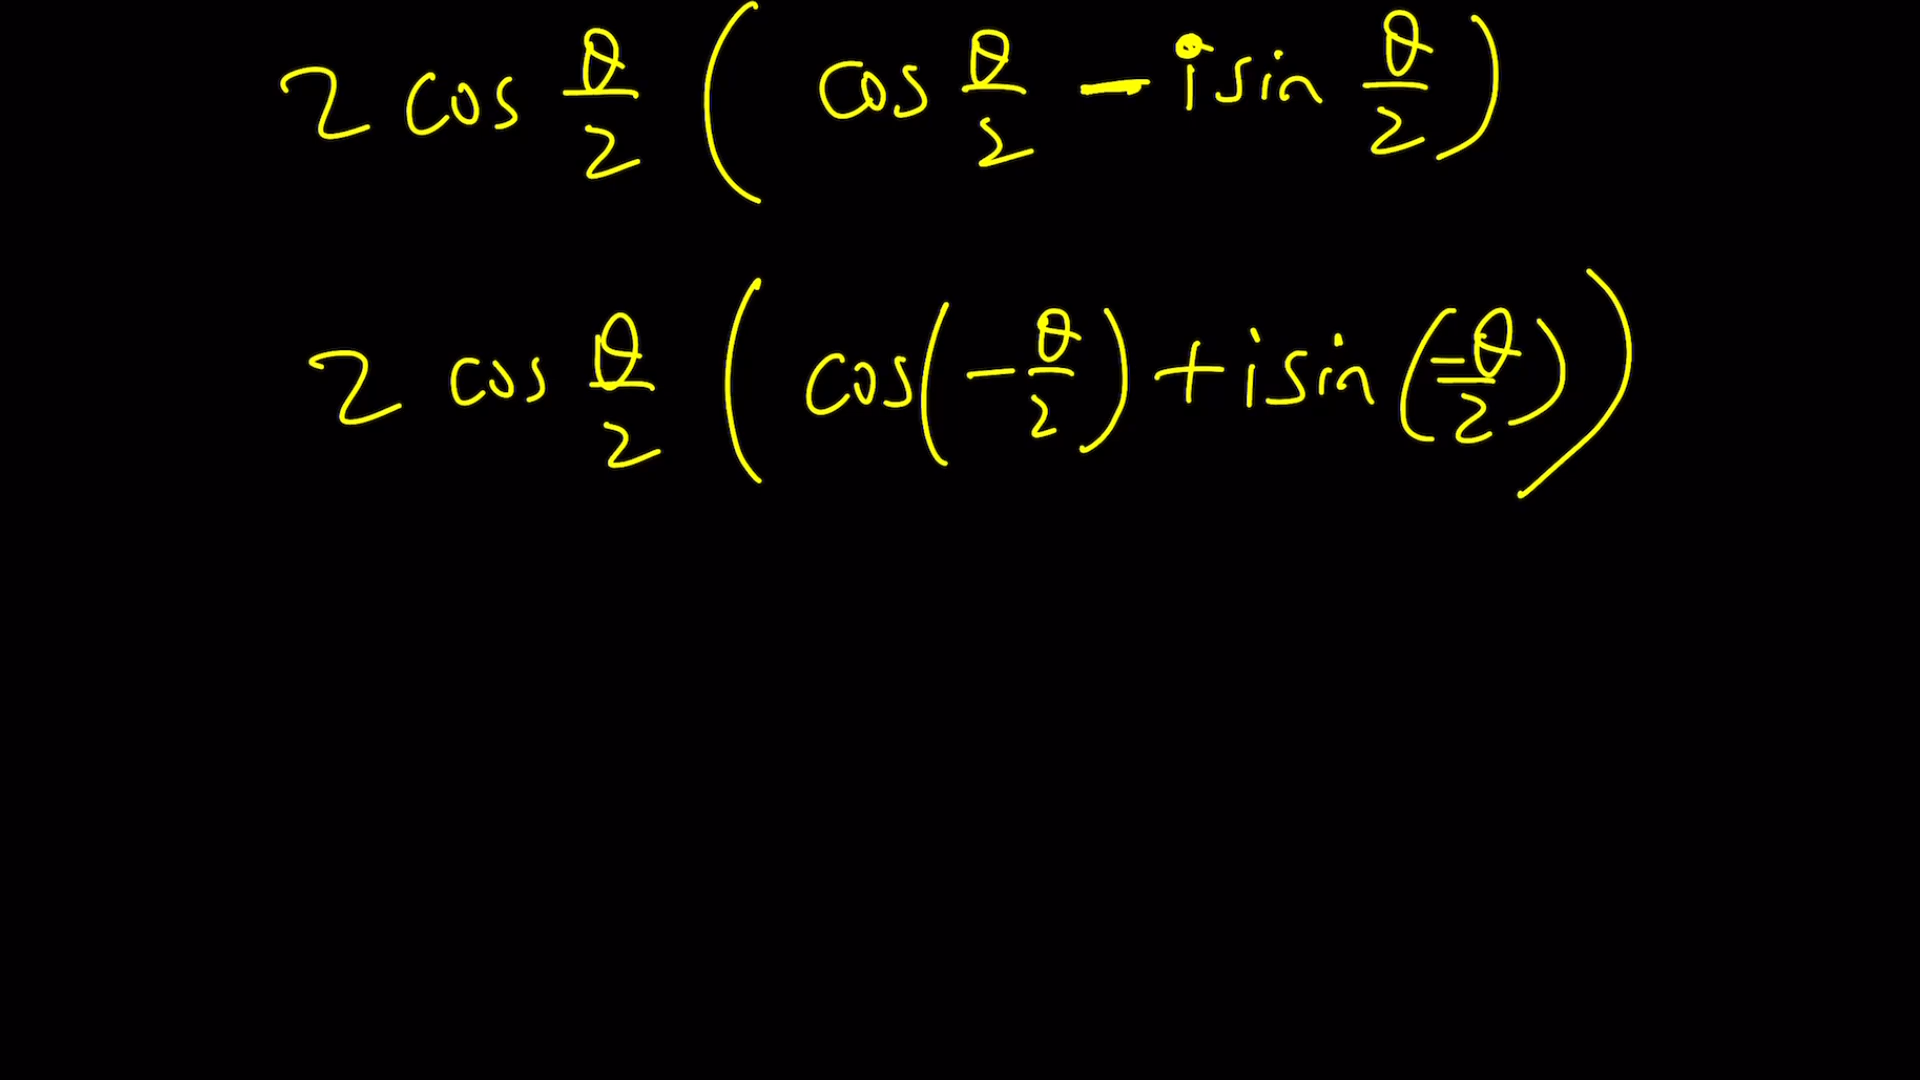 2 cos θ/2 ( cos θ/2 - i sin θ/2 )
2 cos θ/2 ( cos( - θ/2 ) + i sin ( -θ/2 ) )